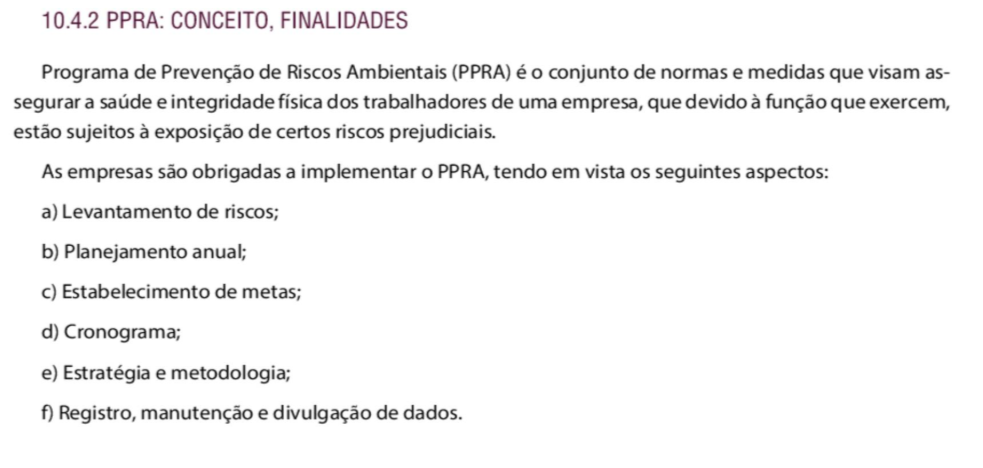 10.4.2 PPRA: CONCEITO, FINALIDADES
Programa de Prevenção de Riscos Ambientais (PPRA) é o conjunto de normas e medidas que visam as-
segurar a saúde e integridade física dos trabalhadores de uma empresa, que devido à função que exercem,
estão sujeitos à exposição de certos riscos prejudiciais.
As empresas são obrigadas a implementar o PPRA, tendo em vista os seguintes aspectos:
a) Levantamento de riscos;
b) Planejamento anual;
c) Estabelecimento de metas;
d) Cronograma;
e) Estratégia e metodologia;
f) Registro, manutenção e divulgação de dados.